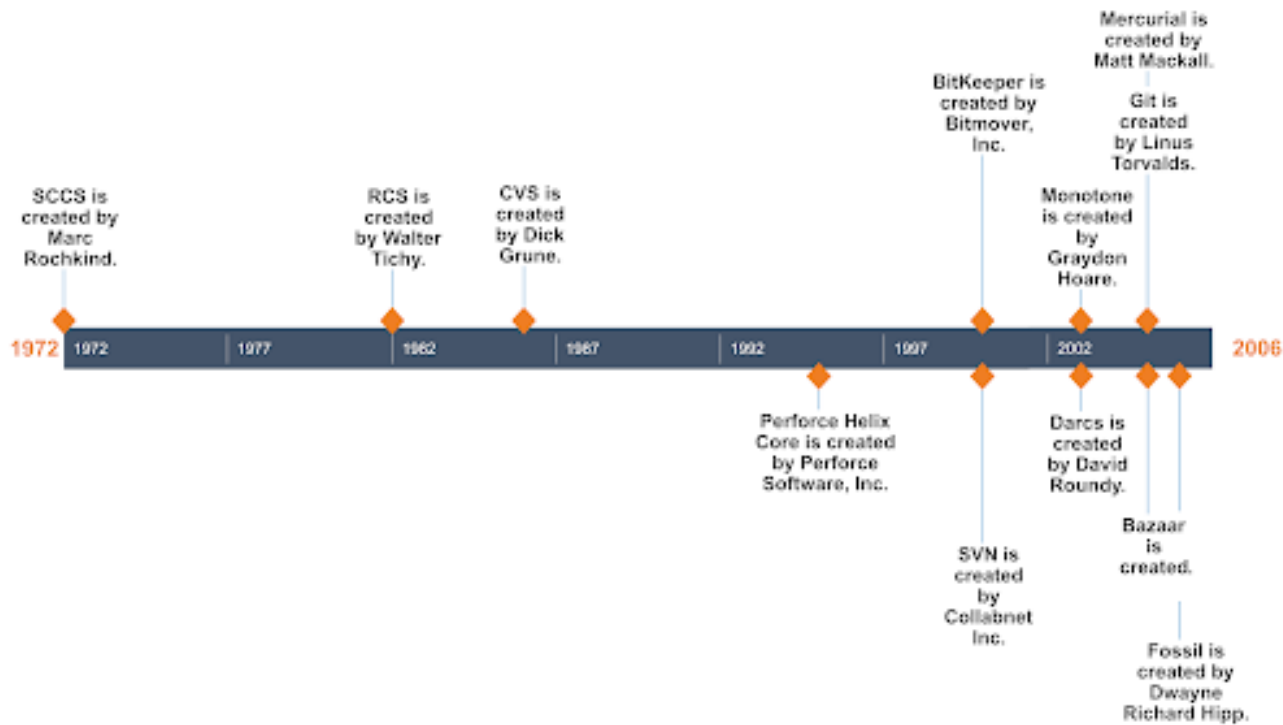 Mercurial is
created by
Matt Mackall.
BitKeeper is
created by
Bitmover,
Inc.
Git is
created
by Linus
Torvalds.
SCCS is
created by
Marc
Rochkind.
RCS is
created
by Walter
Tichy.
CVS is
created
by Dick
Grune.
Monotone
is created
by
Graydon
Hoare.
1972
1972
1977
1982
1987
1992
1997
2002
2006
Perforce Helix
Core is created
by Perforce
Software, Inc.
Darcs is
created
by David
Roundy.
SVN is
created
by
Collabnet
Inc.
Bazaar
is
created.
Fossil is
created by
Dwayne
Richard Hipp.